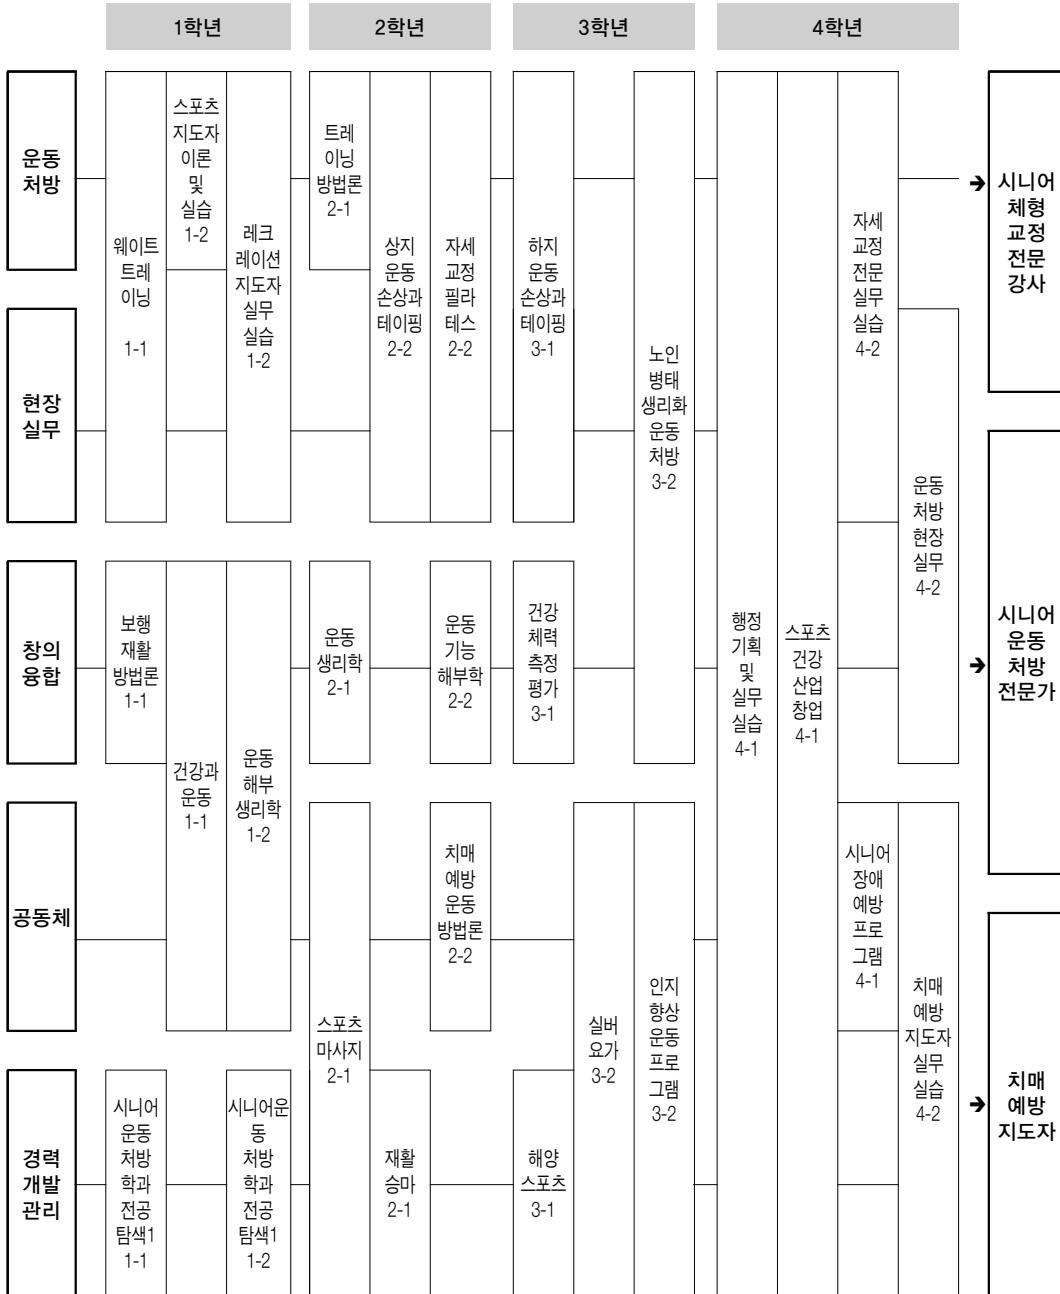 1학년
2학년
3학년
4학년
운동
처방
현장
실무
창의
융합
공동체
경력
개발
관리
웨이트
트레
이닝
1-1
스포츠
지도자
이론
및
실습
1-2
레크
레이션
지도자
실무
실습
1-2
보행
재활
방법론
1-1
건강과
운동
1-1
운동
해부
생리학
1-2
시니어
운동
처방
학과
전공
탐색1
1-1
시니어운
동
처방
학과
전공
탐색1
1-2
트레
이닝
방법론
2-1
상지
운동
손상과
테이핑
2-2
자세
교정
필라
테스
2-2
운동
생리학
2-1
운동
기능
해부학
2-2
스포츠
마사지
2-1
치매
예방
운동
방법론
2-2
재활
승마
2-1
하지
운동
손상과
테이핑
3-1
노인
병태
생리화
운동
처방
3-2
건강
체력
측정
평가
3-1
실버
요가
3-2
인지
향상
운동
프로
그램
3-2
해양
스포츠
3-1
행정
기획
및
실무
실습
4-1
스포츠
건강
산업
창업
4-1
자세
교정
전문
실무
실습
4-2
운동
처방
현장
실무
4-2
시니어
장애
예방
프로
그램
4-1
치매
예방
지도자
실무
실습
4-2
➔
시니어
체형
교정
전문
강사
➔
시니어
운동
처방
전문가
➔
치매
예방
지도자